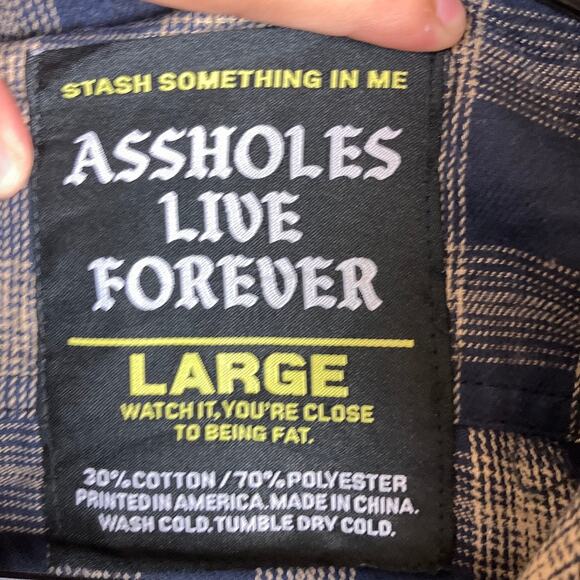 STASH SOMETHING IN ME
ASSHOLES
LIVE
FOREVER
LARGE
WATCH IT, YOU'RE CLOSE
TO BEING FAT.
30% COTTON / 70% POLYESTER
PRINTED IN AMERICA. MADE IN CHINA.
WASH COLD. TUMBLE DRY COLD.